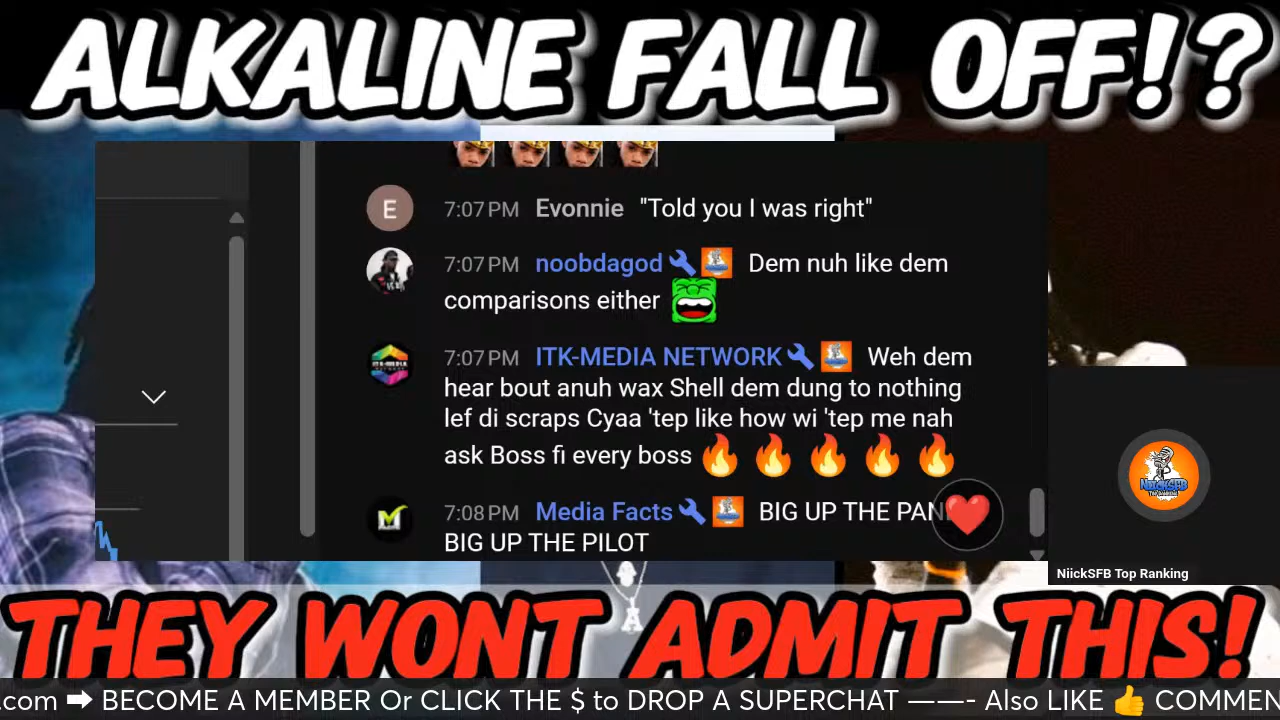 ALKALINE FALL OFF!?
E 7:07 PM Evonnie "Told you I was right"
7:07 PM noobdagod Dem nuh like dem
comparisons either
7:07 PM ITK-MEDIA NETWORK Weh dem
hear bout anuh wax Shell dem dung to nothing
lef di scraps Cyaa 'tep like how wi 'tep me nah
ask Boss fi every boss 🔥 🔥 🔥 🔥 🔥
7:08 PM Media Facts BIG UP THE
BIG UP THE PILOT
NIICKSFB
NiickSFB Top Ranking
A
THEY WONT ADMIT THIS!
.com ➡ BECOME A MEMBER Or CLICK THE $ to DROP A SUPERCHAT ——- Also LIKE 👍 COMMEN